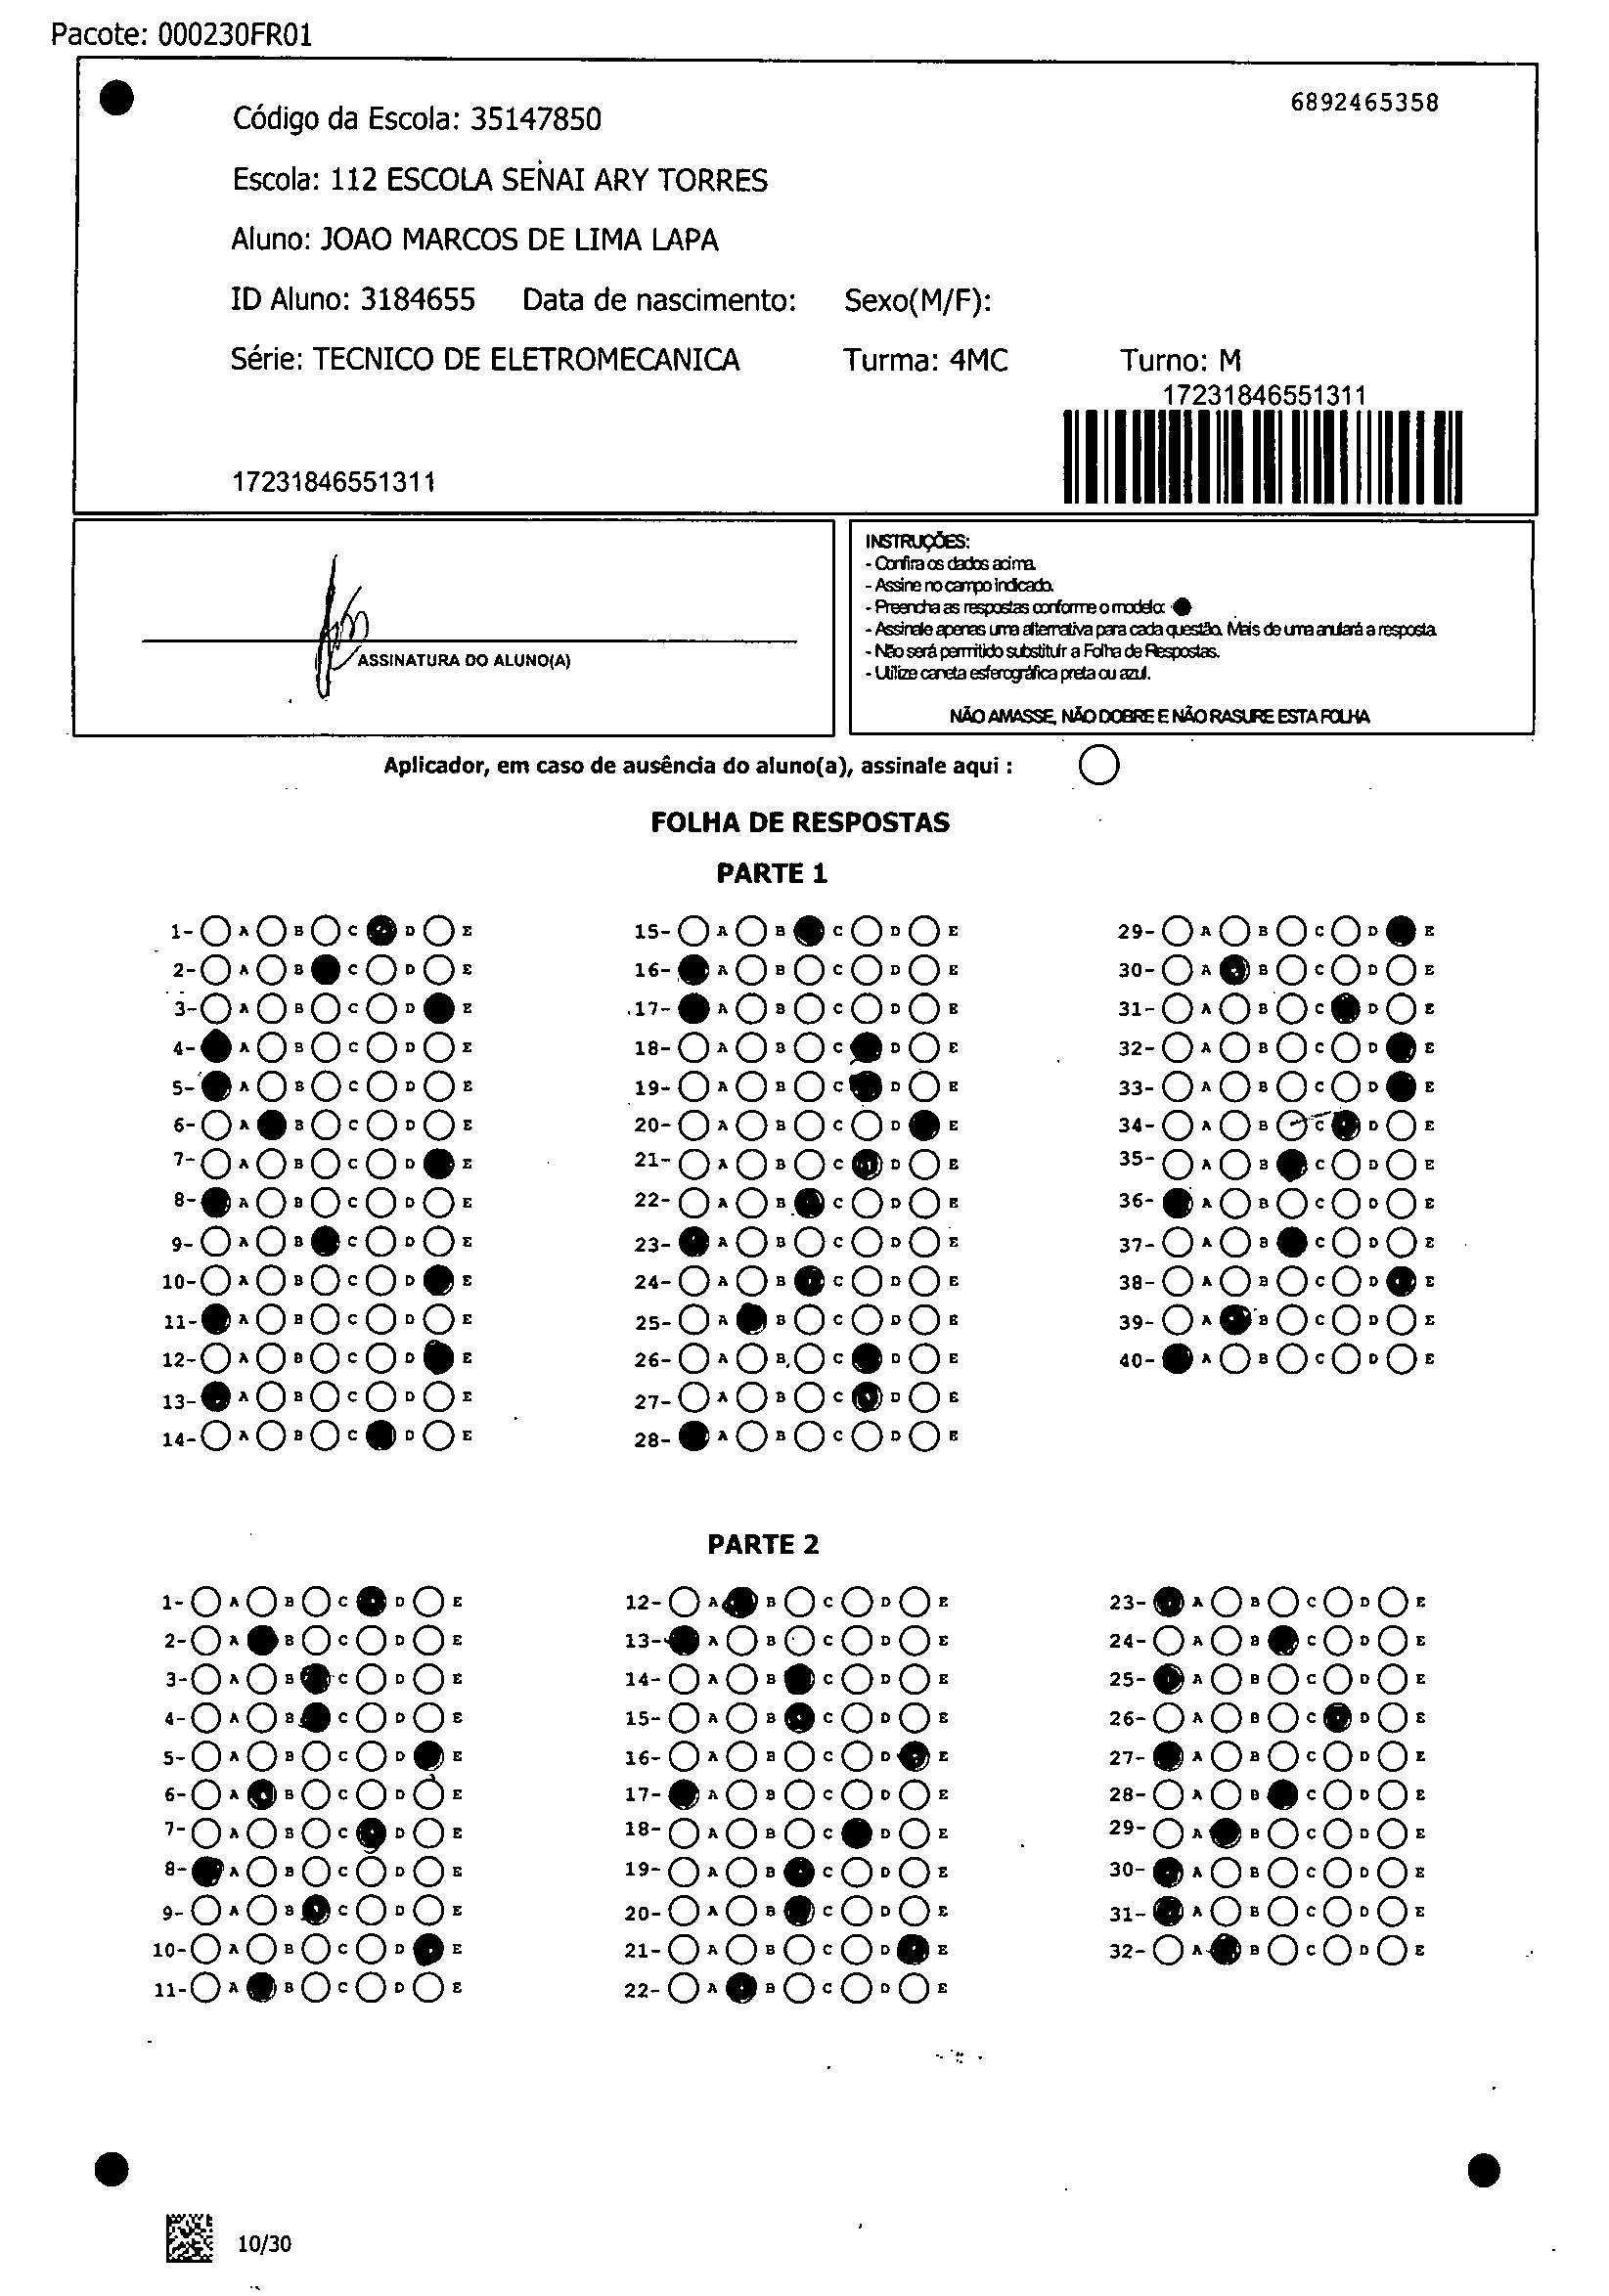 Pacote: 000230FR01
6892465358
Código da Escola: 35147850
Escola: 112 ESCOLA SENAI ARY TORRES
Aluno: JOAO MARCOS DE LIMA LAPA
ID Aluno: 3184655 Data de nascimento: Sexo(M/F):
Série: TECNICO DE ELETROMECANICA Turma: 4MC Turno: M
17231846551311
17231846551311
ASSINATURA DO ALUNO(A)
INSTRUÇÕES:
- Confira os dados acima.
- Assine no campo indicado.
- Preencha as respostas conforme o modelo:
- Assinale apenas uma alternativa para cada questão. Mais de uma anulará a resposta.
- Não será permitido substituir a Folha de Respostas.
- Utilize caneta esferográfica preta ou azul.
NÃO AMASSE, NÃO DOBRE E NÃO RASURE ESTA FOLHA
Aplicador, em caso de ausência do aluno(a), assinale aqui :
FOLHA DE RESPOSTAS
PARTE 1
1- A B C D E
2- A B C D E
3- A B C D E
4- A B C D E
5- A B C D E
6- A B C D E
7- A B C D E
8- A B C D E
9- A B C D E
10- A B C D E
11- A B C D E
12- A B C D E
13- A B C D E
14- A B C D E
15- A B C D E
16- A B C D E
17- A B C D E
18- A B C D E
19- A B C D E
20- A B C D E
21- A B C D E
22- A B C D E
23- A B C D E
24- A B C D E
25- A B C D E
26- A B C D E
27- A B C D E
28- A B C D E
29- A B C D E
30- A B C D E
31- A B C D E
32- A B C D E
33- A B C D E
34- A B C D E
35- A B C D E
36- A B C D E
37- A B C D E
38- A B C D E
39- A B C D E
40- A B C D E
PARTE 2
1- A B C D E
2- A B C D E
3- A B C D E
4- A B C D E
5- A B C D E
6- A B C D E
7- A B C D E
8- A B C D E
9- A B C D E
10- A B C D E
11- A B C D E
12- A B C D E
13- A B C D E
14- A B C D E
15- A B C D E
16- A B C D E
17- A B C D E
18- A B C D E
19- A B C D E
20- A B C D E
21- A B C D E
22- A B C D E
23- A B C D E
24- A B C D E
25- A B C D E
26- A B C D E
27- A B C D E
28- A B C D E
29- A B C D E
30- A B C D E
31- A B C D E
32- A B C D E
10/30